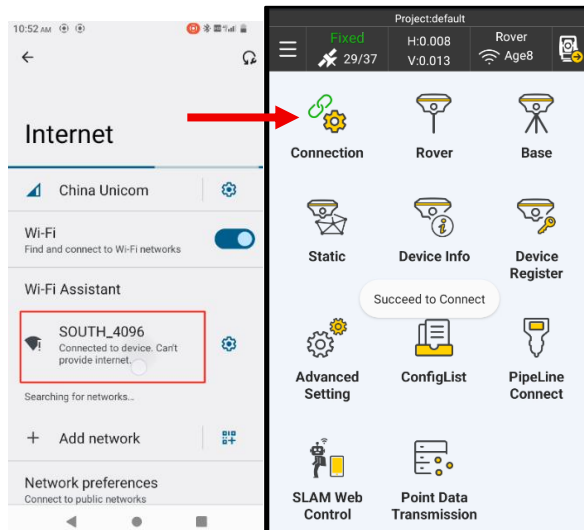 10:52 AM
Internet
China Unicom
Wi-Fi
Find and connect to Wi-Fi networks
Wi-Fi Assistant
SOUTH_4096
Connected to device. Can't
provide internet.
Searching for networks...
Add network
Network preferences
Connect to public networks
Project:default
Fixed
29/37
H:0.008
V:0.013
Rover
Age8
Connection
Rover
Base
Static
Device Info
Device
Register
Succeed to Connect
Advanced
Setting
ConfigList
PipeLine
Connect
SLAM Web
Control
Point Data
Transmission